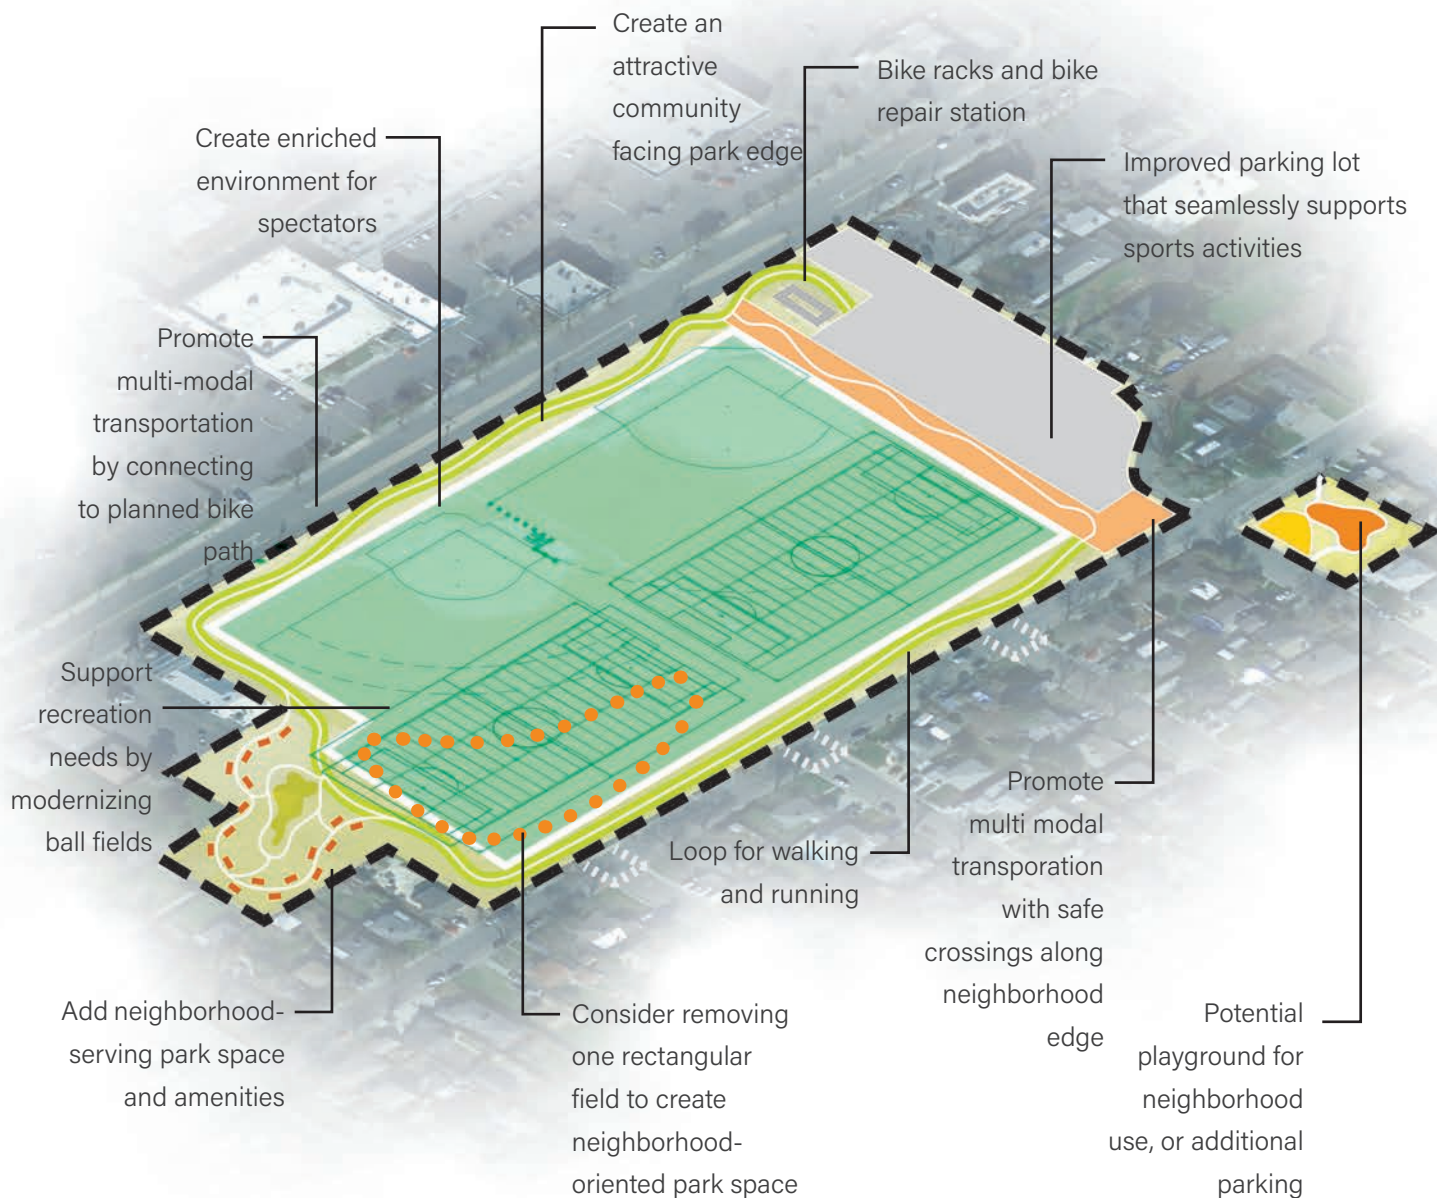 Create an
attractive
community
facing park edge
Bike racks and bike
repair station
Create enriched
environment for
spectators
Improved parking lot
that seamlessly supports
sports activities
Promote
multi-modal
transportation
by connecting
to planned bike
path
Support
recreation
needs by
modernizing
ball fields
Loop for walking
and running
Promote
multi modal
transporation
with safe
crossings along
neighborhood
edge
Add neighborhood-
serving park space
and amenities
Consider removing
one rectangular
field to create
neighborhood-
oriented park space
Potential
playground for
neighborhood
use, or additional
parking